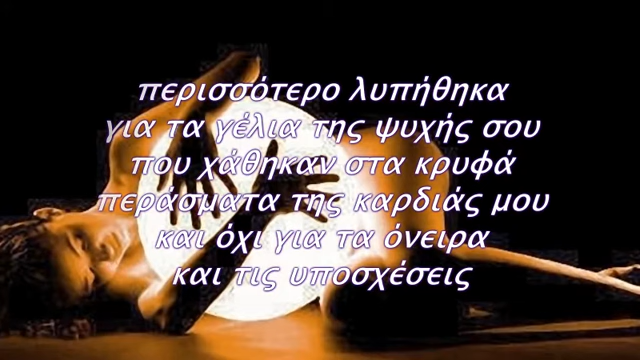 περισσότερο λυπήθηκα
για τα γέλια της ψυχής σου
που χάθηκαν στα κρυφά
περάσματα της καρδιάς μου
και όχι για τα όνειρα
και τις υποσχέσεις